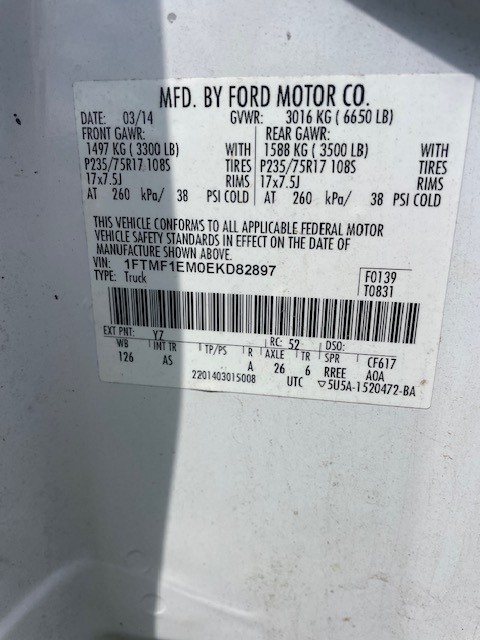 MFD. BY FORD MOTOR CO.
DATE: 03/14 GVWR: 3016 KG ( 6650 LB)
FRONT GAWR: REAR GAWR:
1497 KG ( 3300 LB) WITH 1588 KG ( 3500 LB) WITH
P235/75R17 108S TIRES P235/75R17 108S TIRES
17x7.5J RIMS 17x7.5J RIMS
AT 260 kPa/ 38 PSI COLD AT 260 kPa/ 38 PSI COLD
THIS VEHICLE CONFORMS TO ALL APPLICABLE FEDERAL MOTOR
VEHICLE SAFETY STANDARDS IN EFFECT ON THE DATE OF
MANUFACTURE SHOWN ABOVE.
VIN: 1FTMF1EM0EKD82897
TYPE: Truck
F0139
T0831
EXT PNT: YZ RC: 52 DSO:
WB INT TR TP/PS R AXLE TR SPR CF617
126 AS A 26 6 RREE AOA
2201403015008 UTC ▽5U5A-1520472-BA